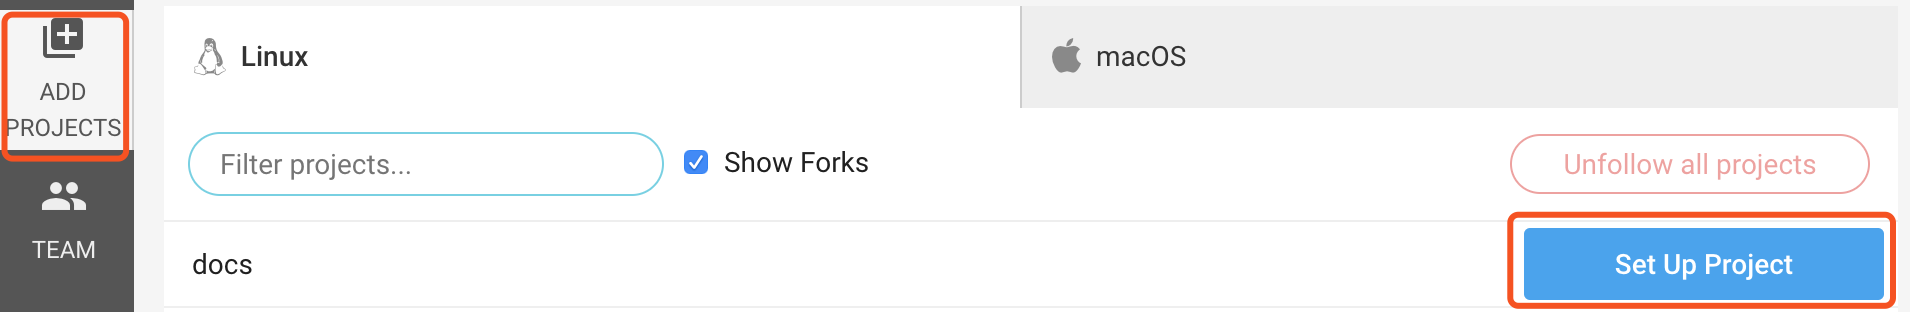 ADD
PROJECTS
TEAM
Linux
macOS
Filter projects...
Show Forks
Unfollow all projects
docs
Set Up Project